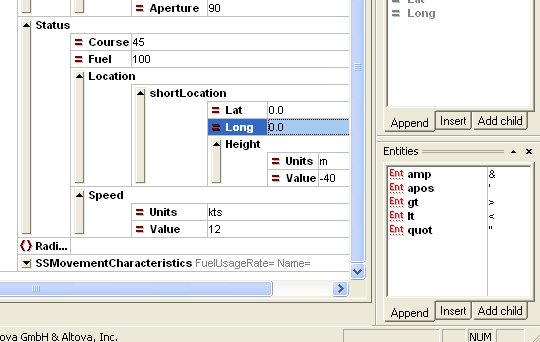 Aperture 90
Status
= Course 45
= Fuel 100
Location
shortLocation
= Lat 0.0
= Long 0.0
Height
= Units m
= Value -40
Speed
= Units kts
= Value 12
Radi...
SSMovementCharacteristics FuelUsageRate= Name=
ova GmbH & Altova, Inc.
Long
Append Insert Add child
Entities
Ent amp &
Ent apos '
Ent gt >
Ent lt <
Ent quot "
Append Insert Add child
NUM